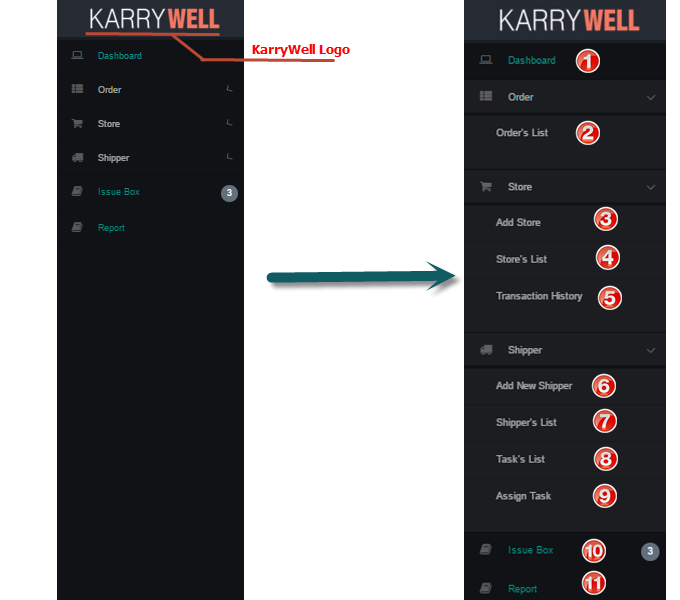 KARRYWELL
KarryWell Logo
Dashboard
Order
Store
Shipper
Issue Box 3
Report
KARRYWELL
Dashboard 1
Order
Order's List 2
Store
Add Store 3
Store's List 4
Transaction History 5
Shipper
Add New Shipper 6
Shipper's List 7
Task's List 8
Assign Task 9
Issue Box 10 3
Report 11